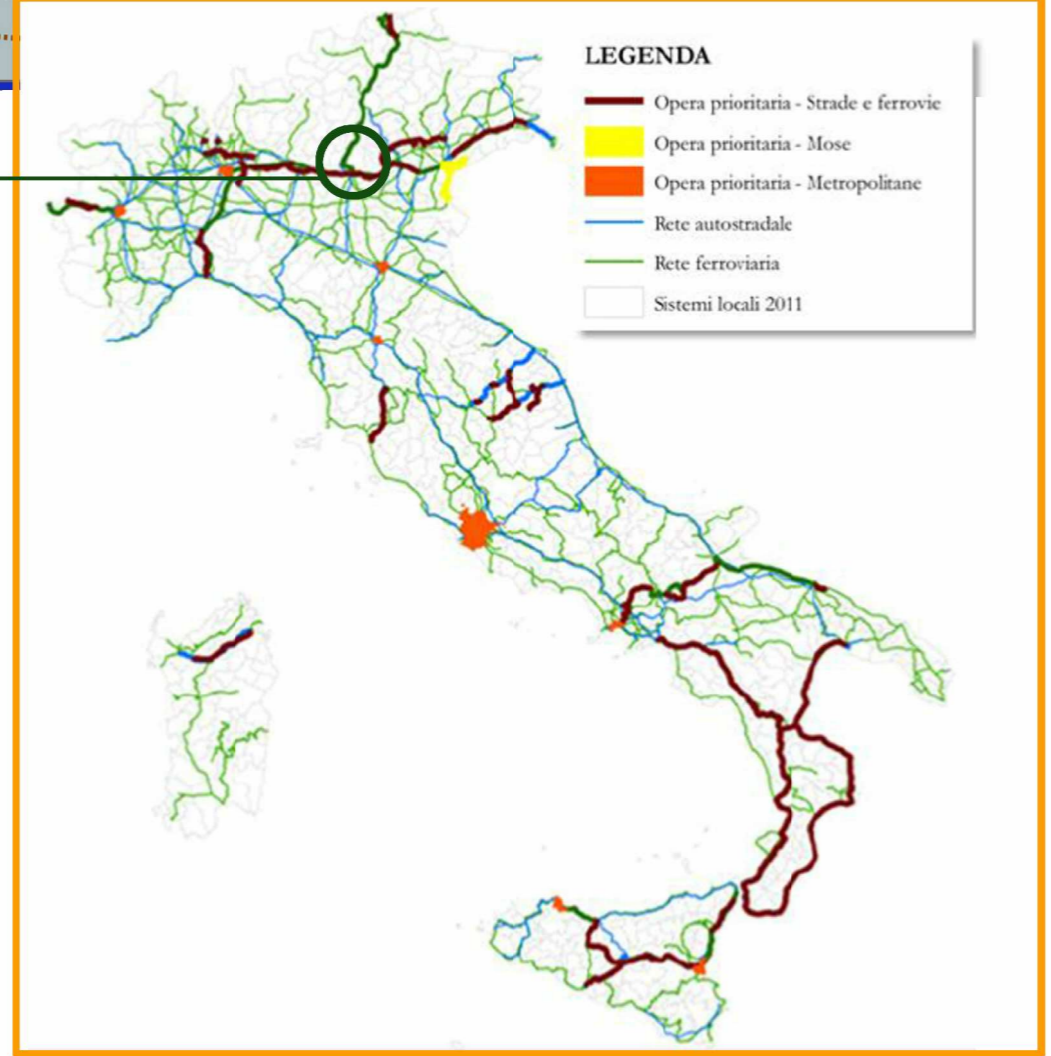 LEGENDA
Opera prioritaria - Strade e ferrovie
Opera prioritaria - Mose
Opera prioritaria - Metropolitane
Rete autostradale
Rete ferroviaria
Sistemi locali 2011